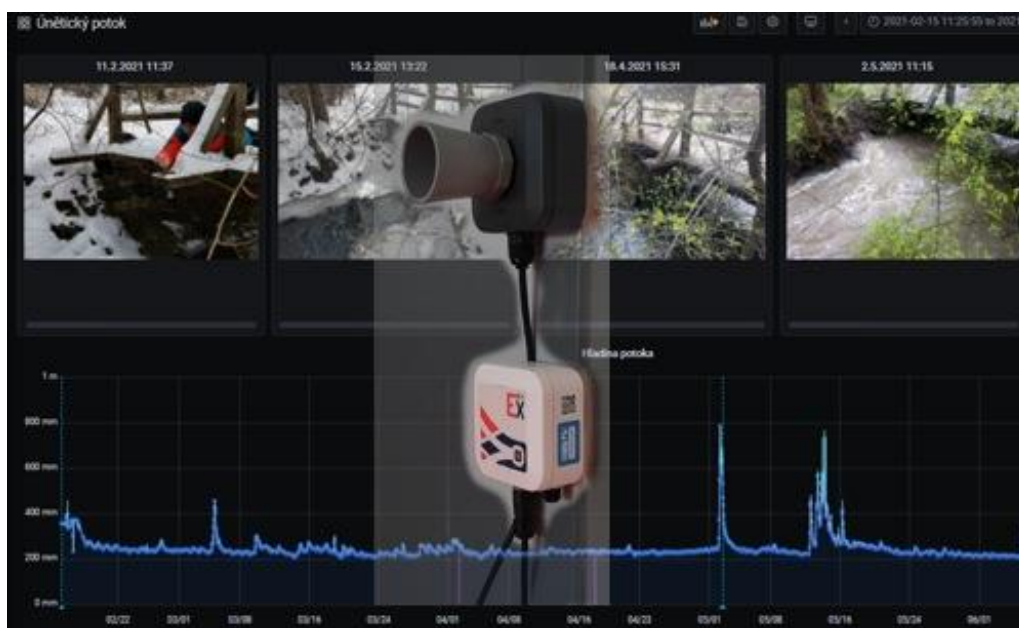 Únětický potok
2021-02-15 11:25:55 to 2021
11.2.2021 11:37
15.2.2021 13:22
18.4.2021 15:31
2.5.2021 11:15
Hladina potoka
1 m
800 mm
600 mm
400 mm
200 mm
0 mm
EX
02/22 03/01 03/08 03/16 03/24 04/01 04/08 04/16 04/23 05/01 05/08 05/16 05/24 06/01